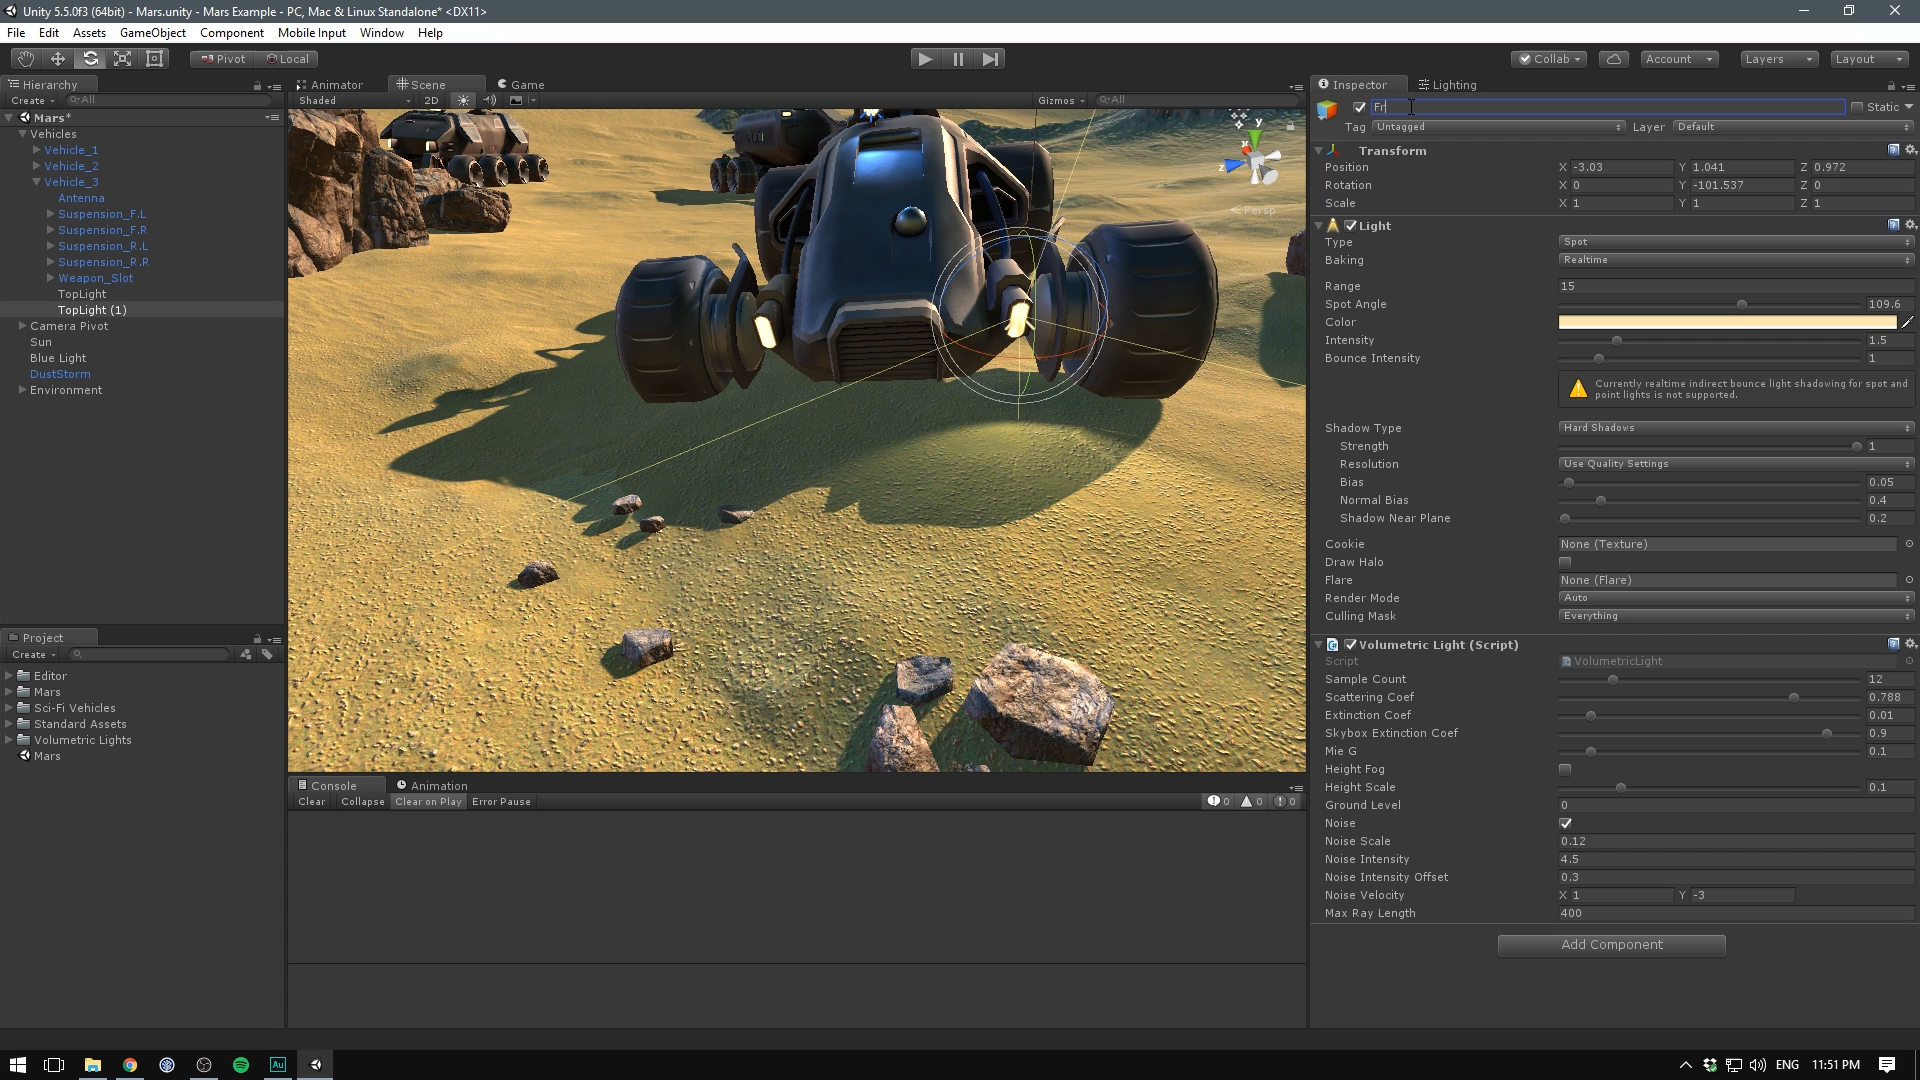 Unity 5.5.0f3 (64bit) - Mars.unity - Mars Example - PC, Mac & Linux Standalone* <DX11>
File Edit Assets GameObject Component Mobile Input Window Help
Pivot Local Collab Account Layers Layout
Hierarchy
Create All
Mars*
Vehicles
Vehicle_1
Vehicle_2
Vehicle_3
Antenna
Suspension_F.L
Suspension_F.R
Suspension_R.L
Suspension_R.R
Weapon_Slot
TopLight
TopLight (1)
Camera Pivot
Sun
Blue Light
DustStorm
Environment
Project
Create
Editor
Mars
Sci-Fi Vehicles
Standard Assets
Volumetric Lights
Mars
Animator Scene Game
Shaded 2D Gizmos All
y
x
z
Persp
Console Animation
Clear Collapse Clear on Play Error Pause 0 0 0
Inspector Lighting
Fr Static
Tag Untagged Layer Default
Transform
Position X -3.03 Y 1.041 Z 0.972
Rotation X 0 Y -101.537 Z 0
Scale X 1 Y 1 Z 1
Light
Type Spot
Baking Realtime
Range 15
Spot Angle 109.6
Color
Intensity 1.5
Bounce Intensity 1
Currently realtime indirect bounce light shadowing for spot and
point lights is not supported.
Shadow Type Hard Shadows
Strength 1
Resolution Use Quality Settings
Bias 0.05
Normal Bias 0.4
Shadow Near Plane 0.2
Cookie None (Texture)
Draw Halo
Flare None (Flare)
Render Mode Auto
Culling Mask Everything
Volumetric Light (Script)
Script VolumetricLight
Sample Count 12
Scattering Coef 0.788
Extinction Coef 0.01
Skybox Extinction Coef 0.9
Mie G 0.1
Height Fog
Height Scale 0.1
Ground Level 0
Noise
Noise Scale 0.12
Noise Intensity 4.5
Noise Intensity Offset 0.3
Noise Velocity X 1 Y -3
Max Ray Length 400
Add Component
Au
ENG 11:51 PM